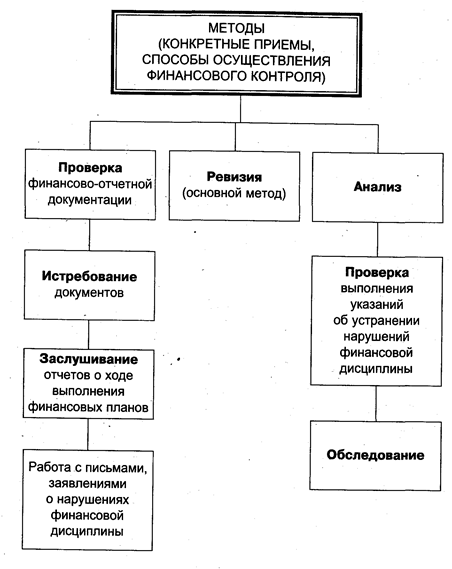 МЕТОДЫ
(КОНКРЕТНЫЕ ПРИЕМЫ,
СПОСОБЫ ОСУЩЕСТВЛЕНИЯ
ФИНАНСОВОГО КОНТРОЛЯ)
Проверка
финансово-отчетной
документации
Ревизия
(основной метод)
Анализ
Истребование
документов
Проверка
выполнения
указаний
об устранении
нарушений
финансовой
дисциплины
Заслушивание
отчетов о ходе
выполнения
финансовых планов
Обследование
Работа с письмами,
заявлениями
о нарушениях
финансовой
дисциплины